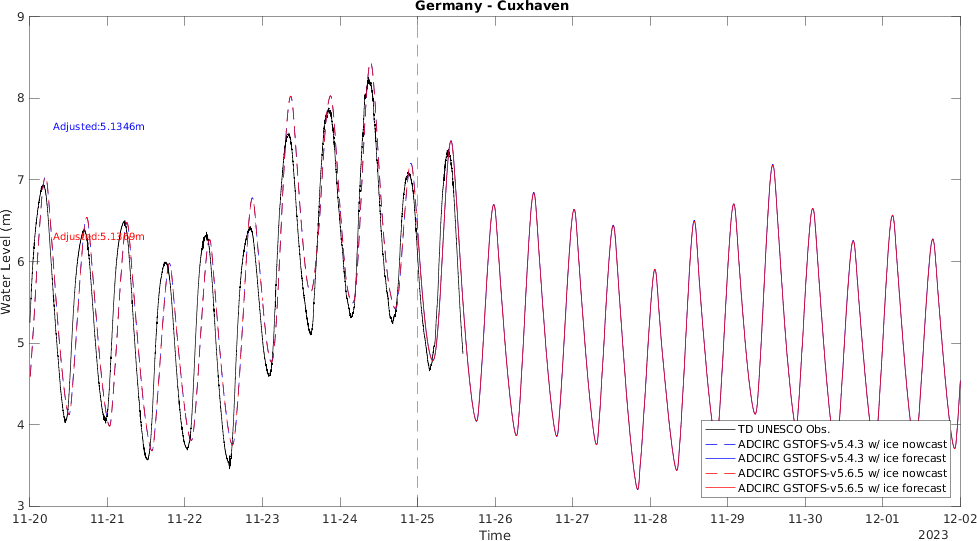 Germany - Cuxhaven
9
8
7
6
5
4
3
Water Level (m)
Adjusted:5.1346m
TD UNESCO Obs.
ADCIRC GSTOFS-v5.4.3 w/ ice nowcast
ADCIRC GSTOFS-v5.4.3 w/ ice forecast
ADCIRC GSTOFS-v5.6.5 w/ ice nowcast
ADCIRC GSTOFS-v5.6.5 w/ ice forecast
11-20 11-21 11-22 11-23 11-24 11-25 11-26 11-27 11-28 11-29 11-30 12-01 12-02
Time
2023